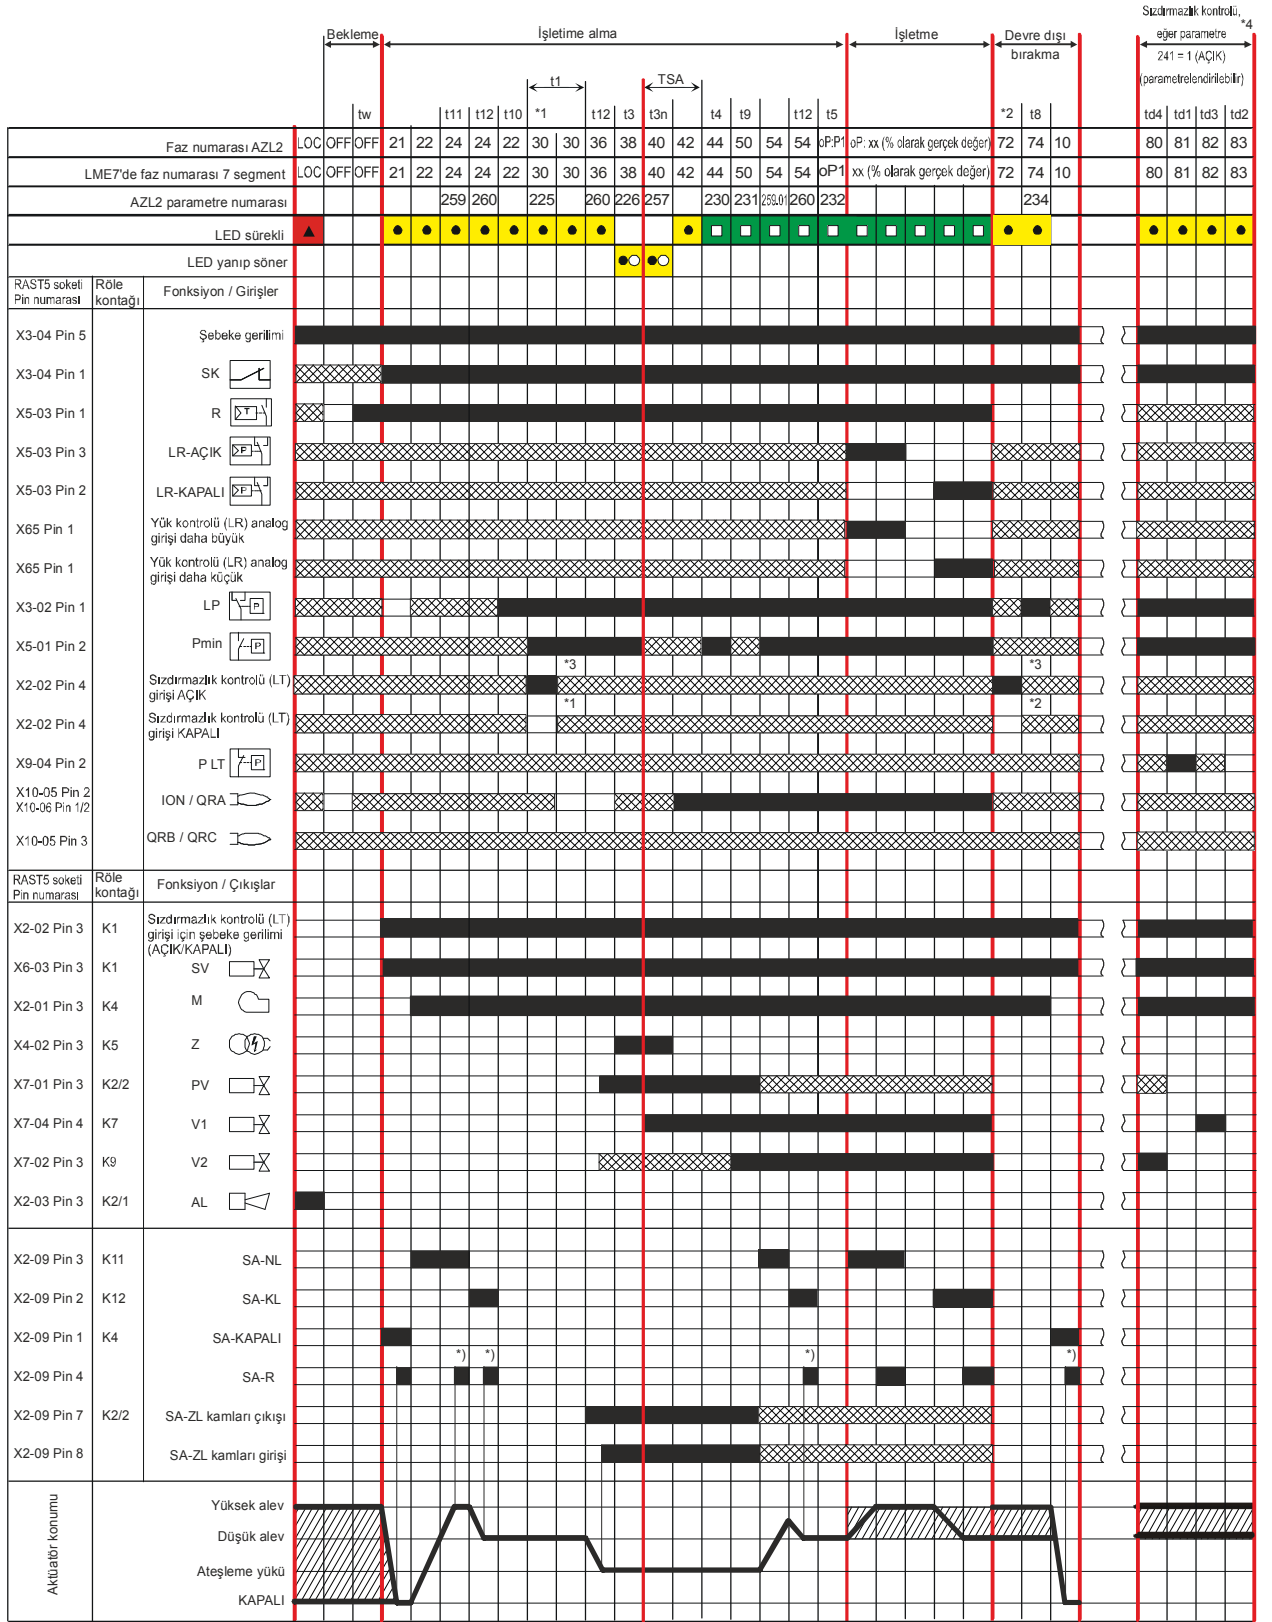 Sızdırmazlık kontrolü, *4
eğer parametre
241 = 1 (AÇIK)
(parametrelendirilebilir)
Bekleme İşletime alma İşletme Devre dışı
bırakma
t1 TSA
tw t11 t12 t10 *1 t12 t3 t3n t4 t9 t12 t5 *2 t8 td4 td1 td3 td2
Faz numarası AZL2 LOC OFF OFF 21 22 24 24 22 30 30 36 38 40 42 44 50 54 54 oP:P1 oP: xx (% olarak gerçek değer) 72 74 10 80 81 82 83
LME7'de faz numarası 7 segment LOC OFF OFF 21 22 24 24 22 30 30 36 38 40 42 44 50 54 54 oP1 xx (% olarak gerçek değer) 72 74 10 80 81 82 83
AZL2 parametre numarası 259 260 225 260 226 257 230 231 259.01 260 232 234
LED sürekli
LED yanıp söner
RAST5 soketi
Pin numarası
Röle
kontağı
Fonksiyon / Girişler
X3-04 Pin 5 Şebeke gerilimi
X3-04 Pin 1 SK
X5-03 Pin 1 R T
X5-03 Pin 3 LR-AÇIK P
X5-03 Pin 2 LR-KAPALI P
X65 Pin 1 Yük kontrolü (LR) analog
girişi daha büyük
X65 Pin 1 Yük kontrolü (LR) analog
girişi daha küçük
X3-02 Pin 1 LP P
X5-01 Pin 2 Pmin P
*3 *3
X2-02 Pin 4 Sızdırmazlık kontrolü (LT)
girişi AÇIK
*1 *2
X2-02 Pin 4 Sızdırmazlık kontrolü (LT)
girişi KAPALI
X9-04 Pin 2 P LT P
X10-05 Pin 2
X10-06 Pin 1/2 ION / QRA
X10-05 Pin 3 QRB / QRC
RAST5 soketi
Pin numarası
Röle
kontağı
Fonksiyon / Çıkışlar
X2-02 Pin 3 K1 Sızdırmazlık kontrolü (LT)
girişi için şebeke gerilimi
(AÇIK/KAPALI)
X6-03 Pin 3 K1 SV
X2-01 Pin 3 K4 M
X4-02 Pin 3 K5 Z
X7-01 Pin 3 K2/2 PV
X7-04 Pin 4 K7 V1
X7-02 Pin 3 K9 V2
X2-03 Pin 3 K2/1 AL
X2-09 Pin 3 K11 SA-NL
X2-09 Pin 2 K12 SA-KL
X2-09 Pin 1 K4 SA-KAPALI
*) *) *) *)
X2-09 Pin 4 SA-R
X2-09 Pin 7 K2/2 SA-ZL kamları çıkışı
X2-09 Pin 8 SA-ZL kamları girişi
Aktüatör konumu
Yüksek alev
Düşük alev
Ateşleme yükü
KAPALI